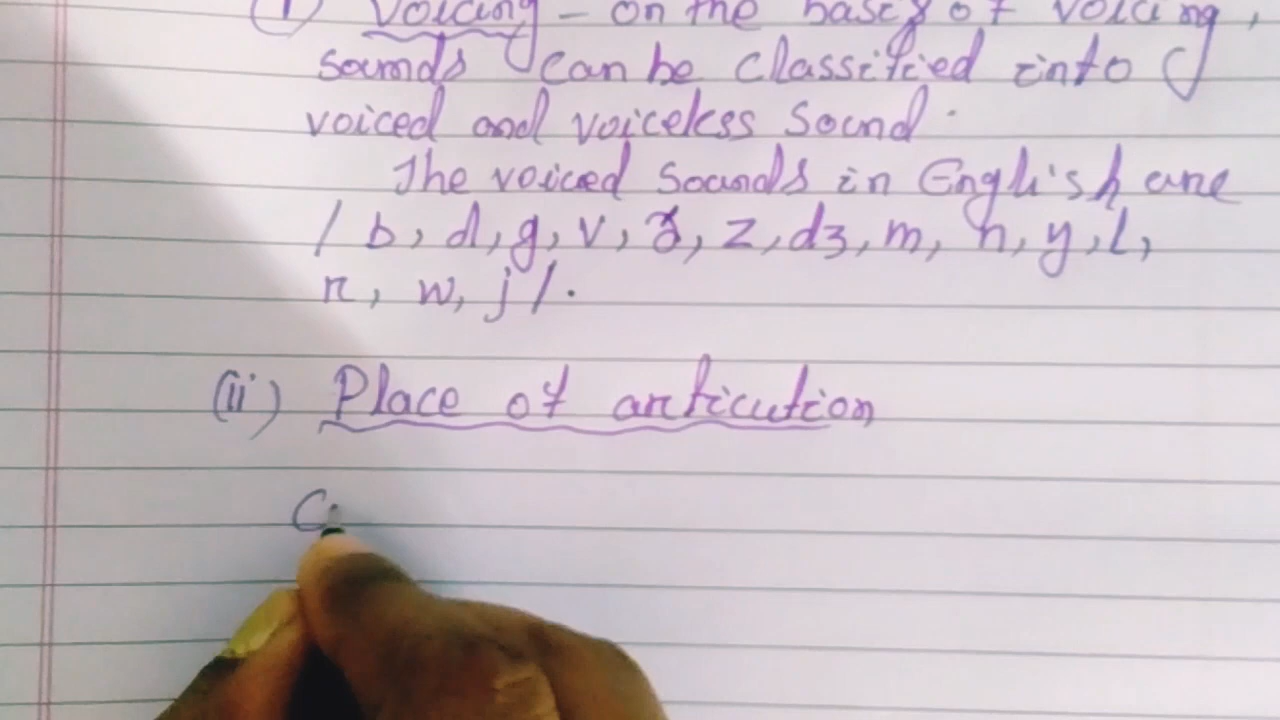 (i) Voicing - on the basis of voicing,
sounds can be classified into
voiced and voiceless sound.
The voiced sounds in English are
/ b, d, g, v, ð, z, dʒ, m, n, y, l,
r, w, j /.
(ii) Place of articution
C